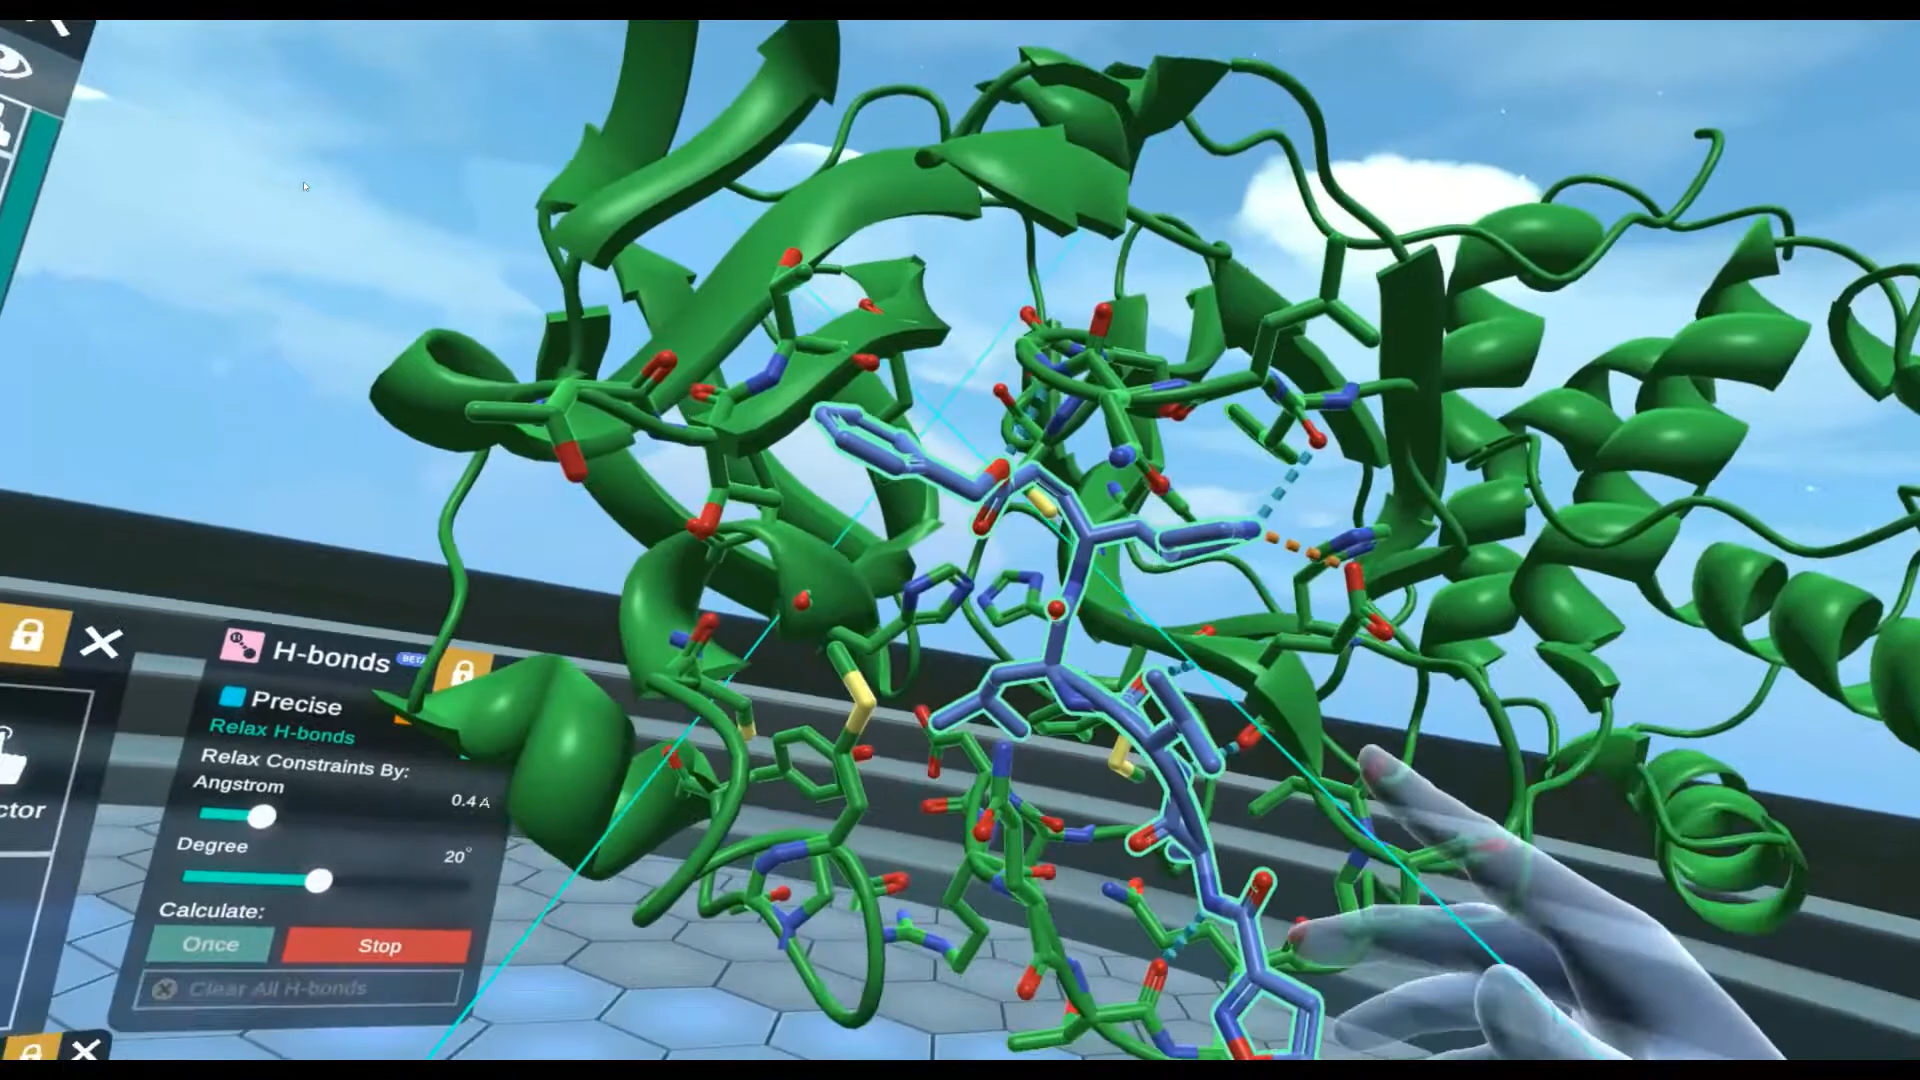 H-bonds BETA
Precise
Relax H-bonds
Relax Constraints By:
Angstrom
0.4 Å
Degree
20°
Calculate:
Once
Stop
Clear All H-bonds
ctor